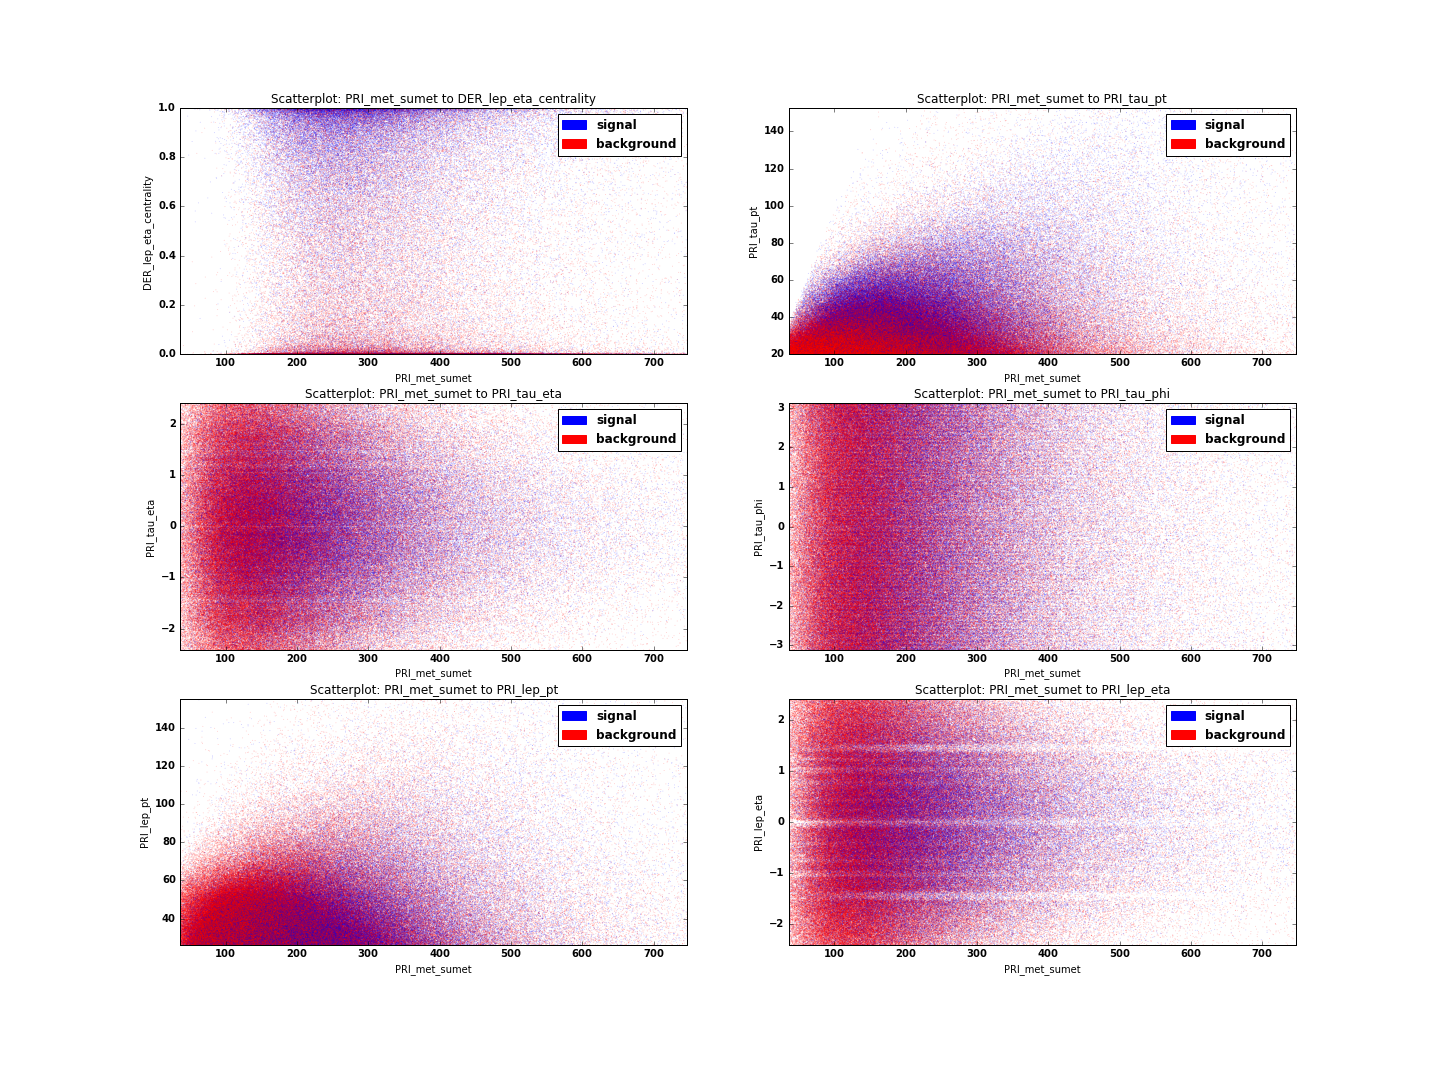 Scatterplot: PRI_met_sumet to DER_lep_eta_centrality
1.0
0.8
0.6
0.4
0.2
0.0
DER_lep_eta_centrality
signal
background
100 200 300 400 500 600 700
PRI_met_sumet
Scatterplot: PRI_met_sumet to PRI_tau_pt
140
120
100
80
60
40
20
PRI_tau_pt
signal
background
100 200 300 400 500 600 700
PRI_met_sumet
Scatterplot: PRI_met_sumet to PRI_tau_eta
2
1
0
−1
−2
PRI_tau_eta
signal
background
100 200 300 400 500 600 700
PRI_met_sumet
Scatterplot: PRI_met_sumet to PRI_tau_phi
3
2
1
0
−1
−2
−3
PRI_tau_phi
signal
background
100 200 300 400 500 600 700
PRI_met_sumet
Scatterplot: PRI_met_sumet to PRI_lep_pt
140
120
100
80
60
40
PRI_lep_pt
signal
background
100 200 300 400 500 600 700
PRI_met_sumet
Scatterplot: PRI_met_sumet to PRI_lep_eta
2
1
0
−1
−2
PRI_lep_eta
signal
background
100 200 300 400 500 600 700
PRI_met_sumet